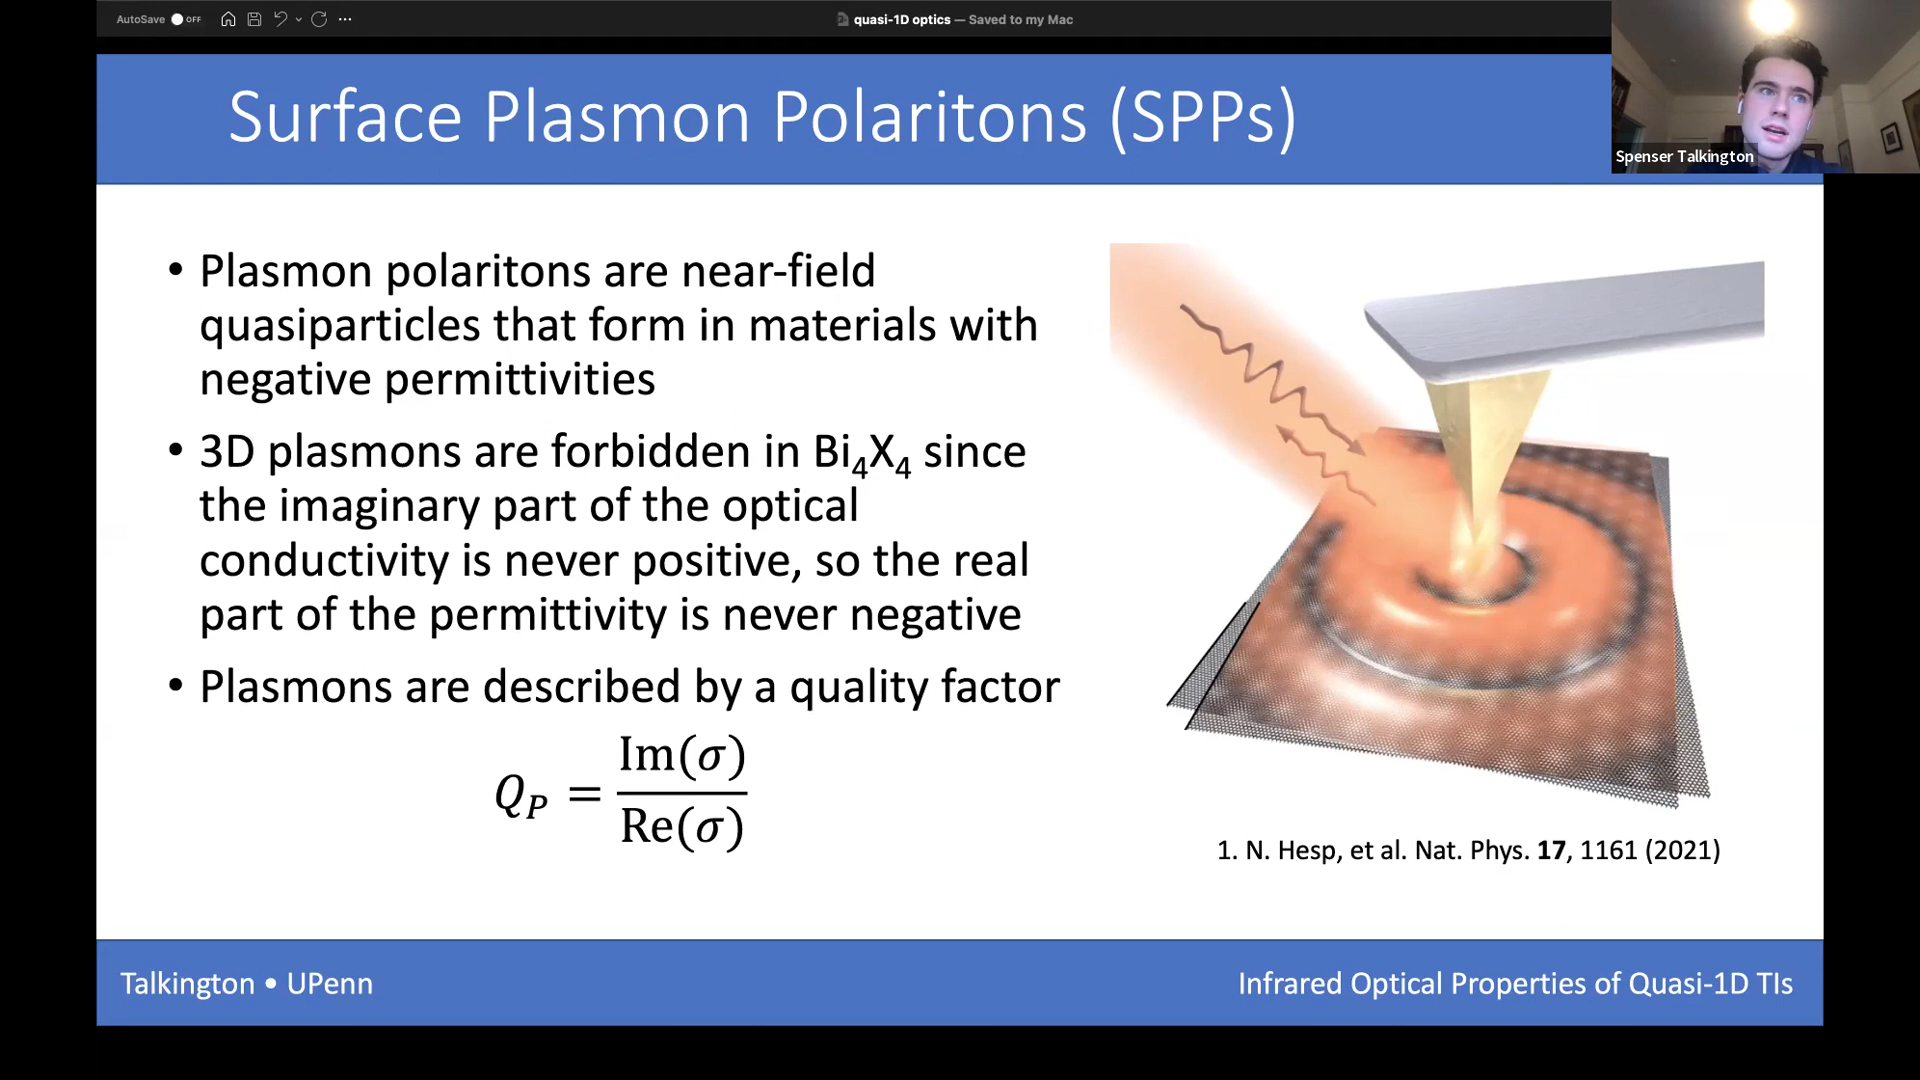 AutoSave OFF
quasi-1D optics — Saved to my Mac
Surface Plasmon Polaritons (SPPs)
Spenser Talkington
• Plasmon polaritons are near-field
quasiparticles that form in materials with
negative permittivities
• 3D plasmons are forbidden in Bi₄X₄ since
the imaginary part of the optical
conductivity is never positive, so the real
part of the permittivity is never negative
• Plasmons are described by a quality factor
Q_P = Im(σ) / Re(σ)
1. N. Hesp, et al. Nat. Phys. 17, 1161 (2021)
Talkington • UPenn
Infrared Optical Properties of Quasi-1D TIs